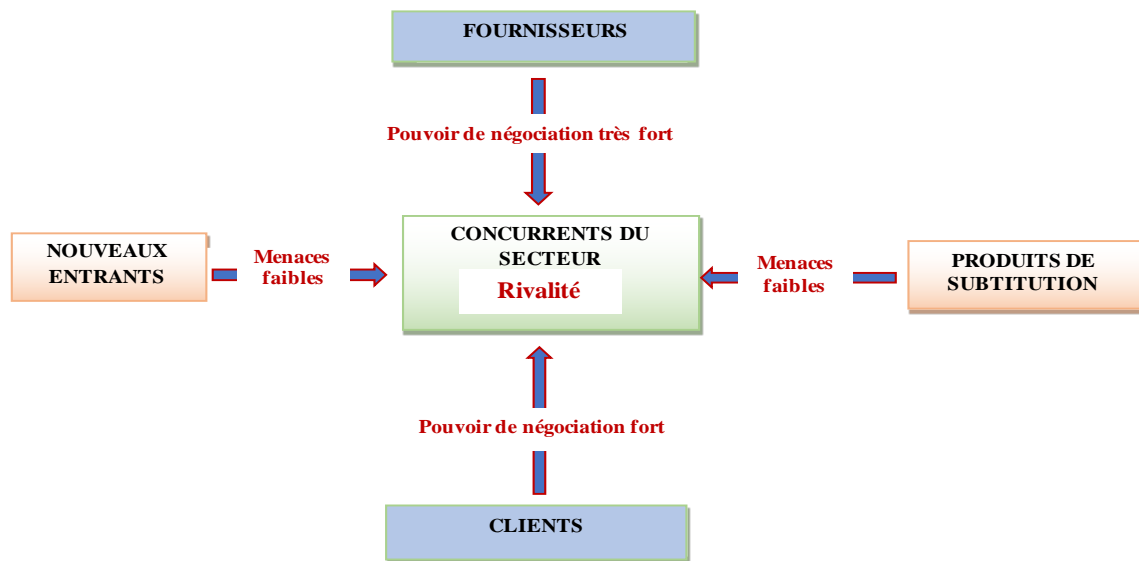 FOURNISSEURS
Pouvoir de négociation très fort
NOUVEAUX
ENTRANTS
Menaces
faibles
CONCURRENTS DU
SECTEUR
Rivalité
Menaces
faibles
PRODUITS DE
SUBTITUTION
Pouvoir de négociation fort
CLIENTS